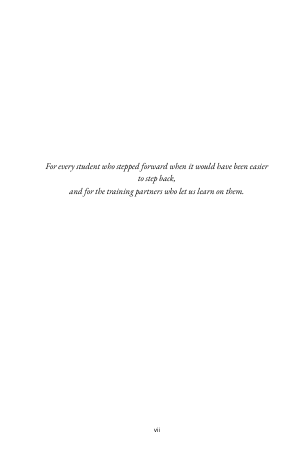 For every student who stepped forward when it would have been easier
to step back,
and for the training partners who let us learn on them.
vii